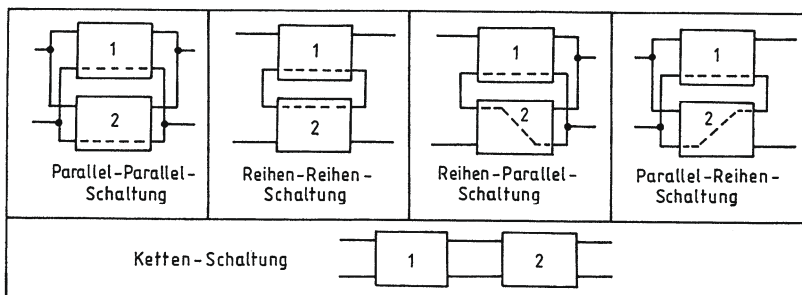 1
2
Parallel-Parallel-
Schaltung
1
2
Reihen-Reihen-
Schaltung
1
2
Reihen-Parallel-
Schaltung
1
2
Parallel-Reihen-
Schaltung
Ketten-Schaltung
1
2